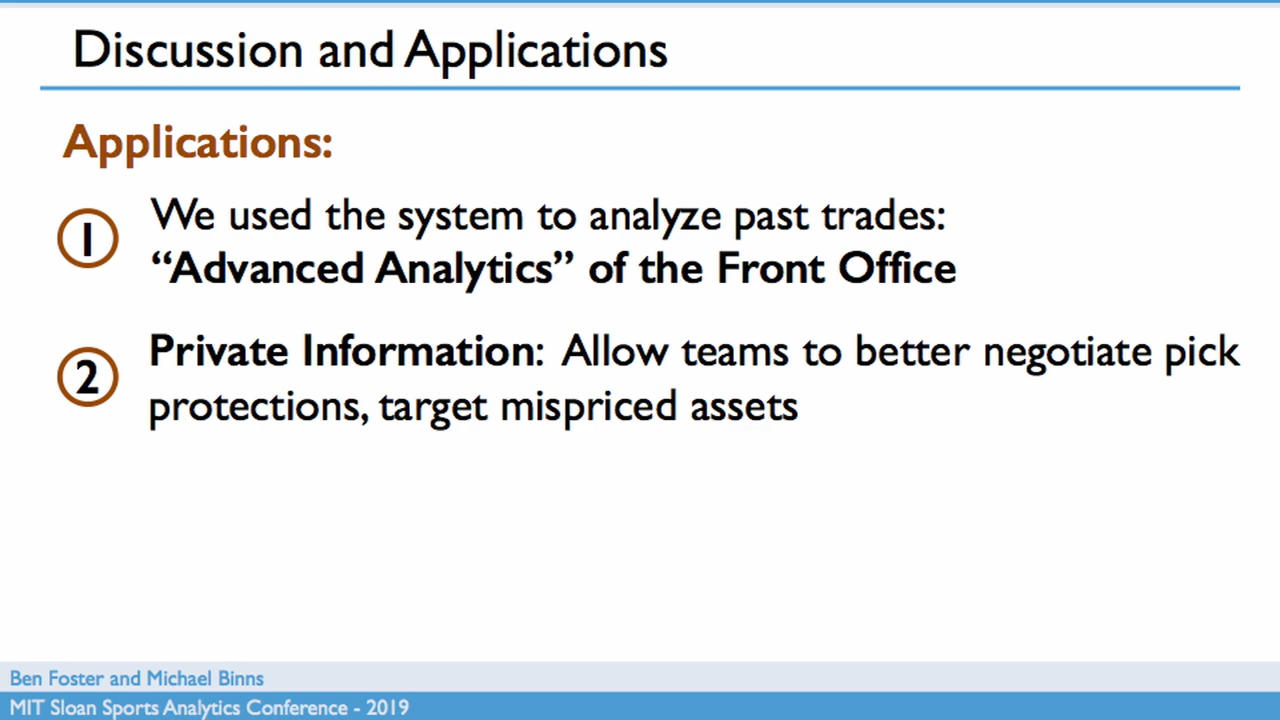 Discussion and Applications
Applications:
1 We used the system to analyze past trades:
“Advanced Analytics” of the Front Office
2 Private Information: Allow teams to better negotiate pick
protections, target mispriced assets
Ben Foster and Michael Binns
MIT Sloan Sports Analytics Conference - 2019